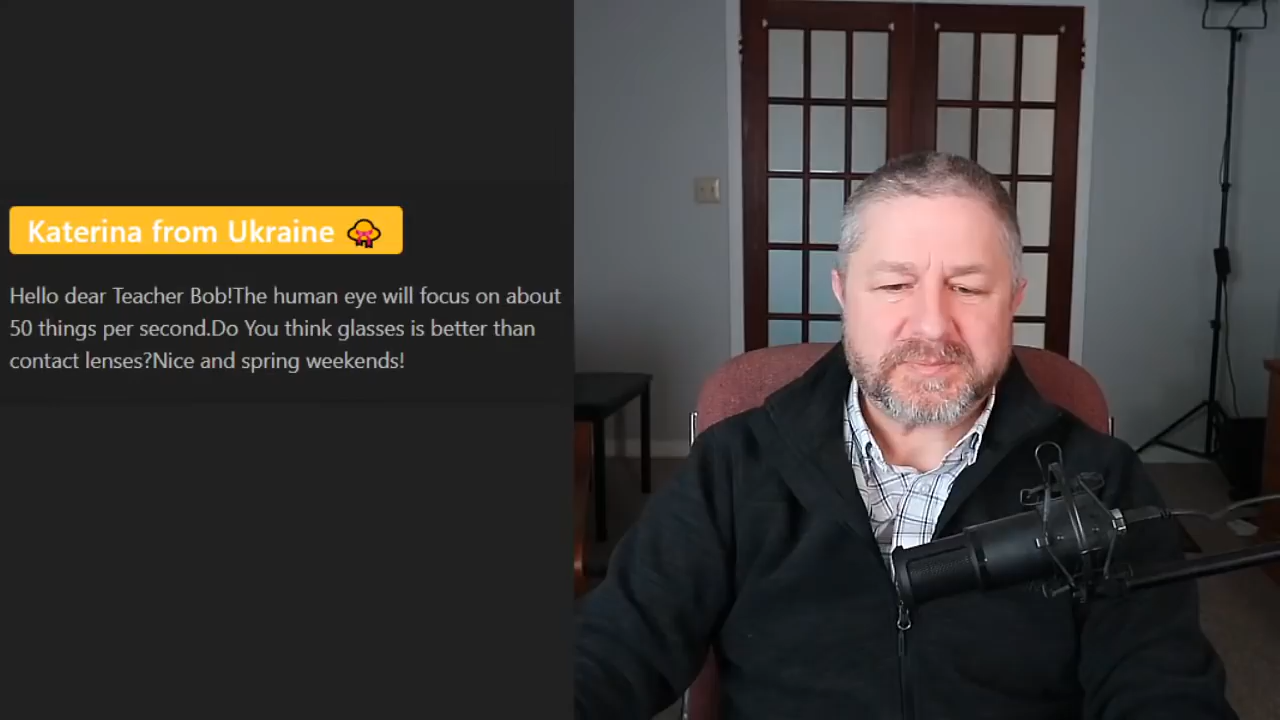 Katerina from Ukraine
Hello dear Teacher Bob!The human eye will focus on about
50 things per second.Do You think glasses is better than
contact lenses?Nice and spring weekends!